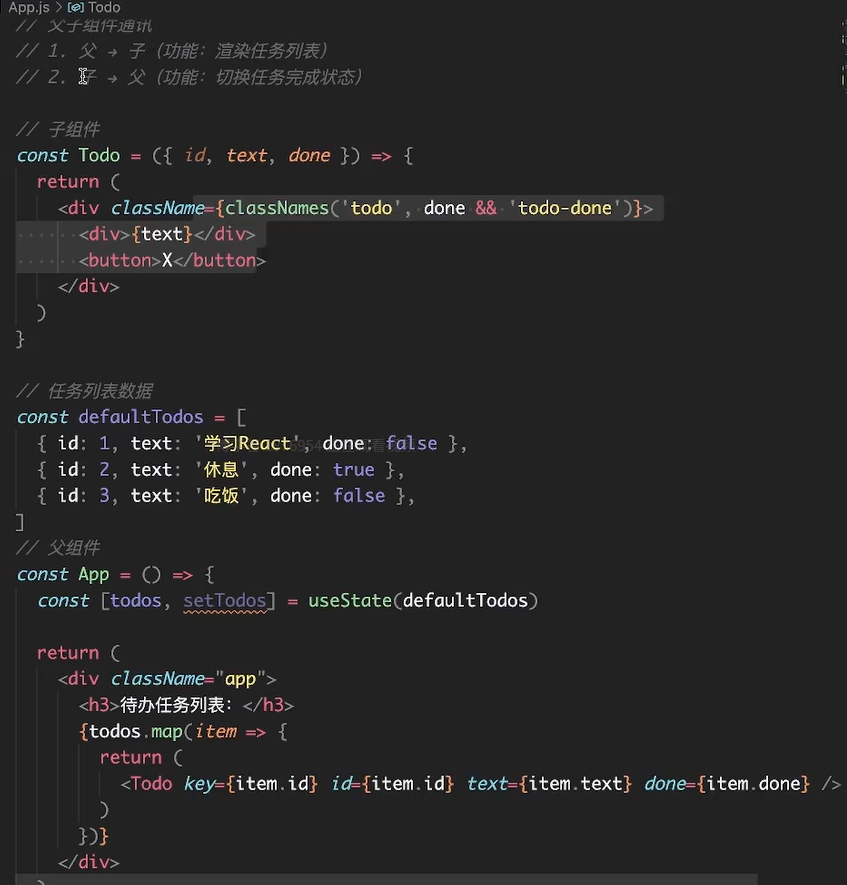 App.js > Todo
// 父子组件通讯
// 1. 父 → 子（功能：渲染任务列表）
// 2. 子 → 父（功能：切换任务完成状态）
// 子组件
const Todo = ({ id, text, done }) => {
return (
<div className={classNames('todo', done && 'todo-done')}>
<div>{text}</div>
<button>X</button>
</div>
)
}
// 任务列表数据
const defaultTodos = [
{ id: 1, text: '学习React', done: false },
{ id: 2, text: '休息', done: true },
{ id: 3, text: '吃饭', done: false },
]
// 父组件
const App = () => {
const [todos, setTodos] = useState(defaultTodos)
return (
<div className="app">
<h3>待办任务列表：</h3>
{todos.map(item => {
return (
<Todo key={item.id} id={item.id} text={item.text} done={item.done} />
)
})}
</div>